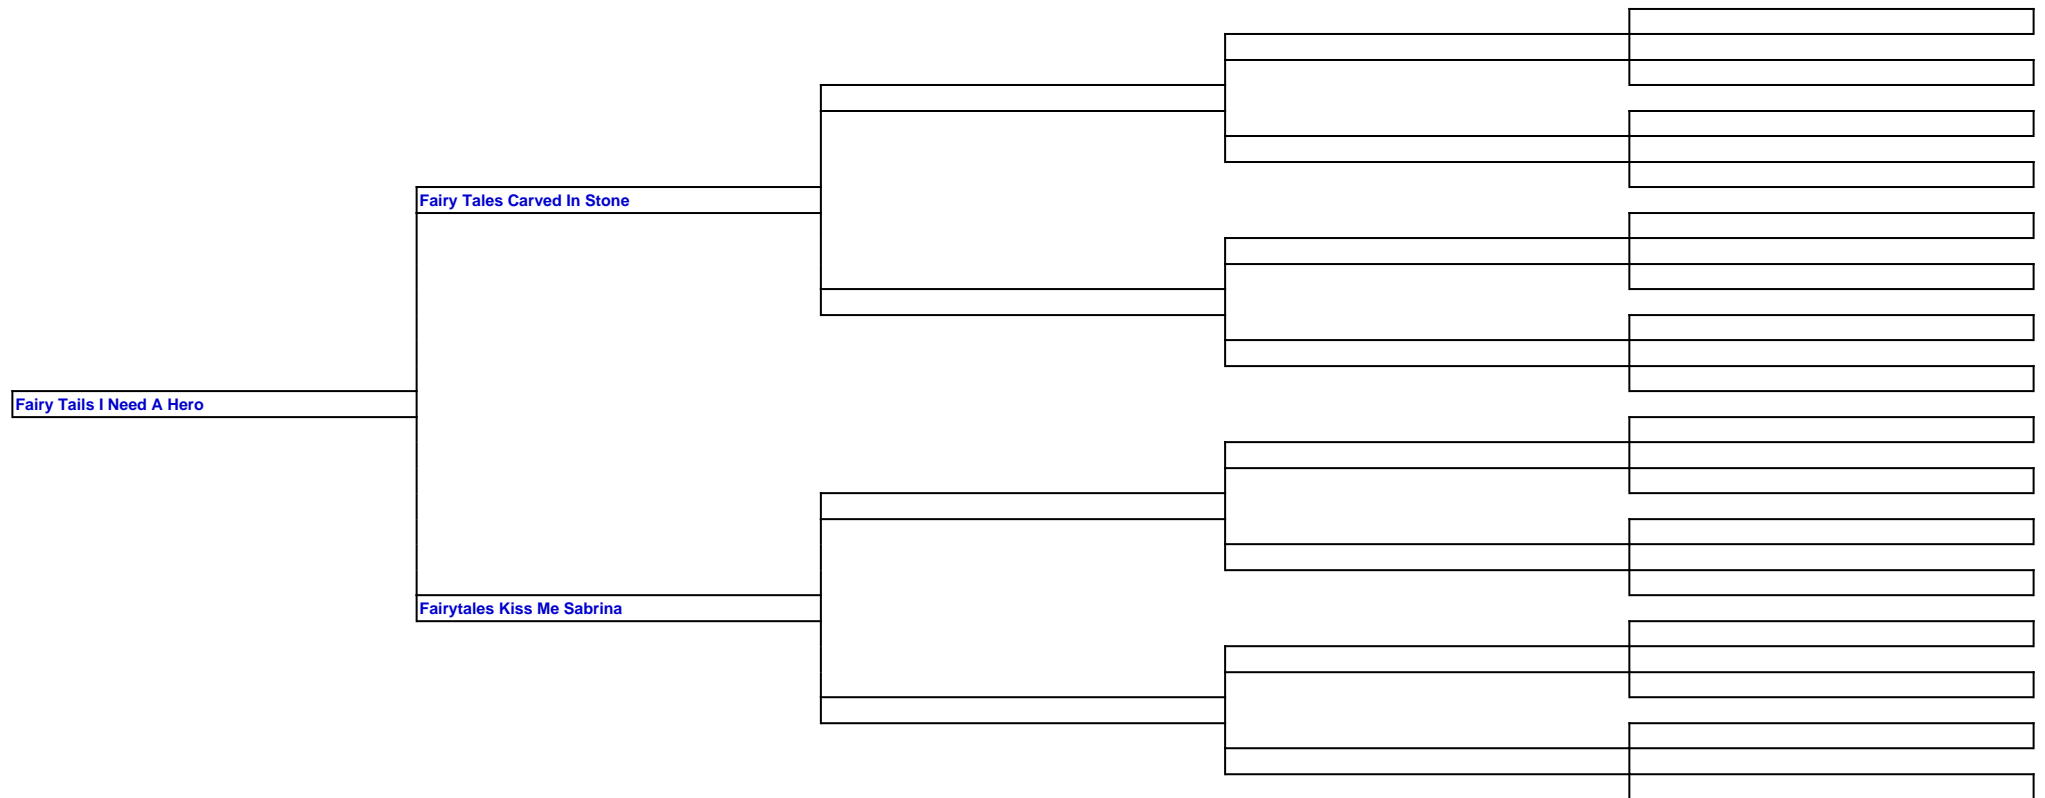 Fairy Tales Carved In Stone
Fairy Tails I Need A Hero
Fairytales Kiss Me Sabrina